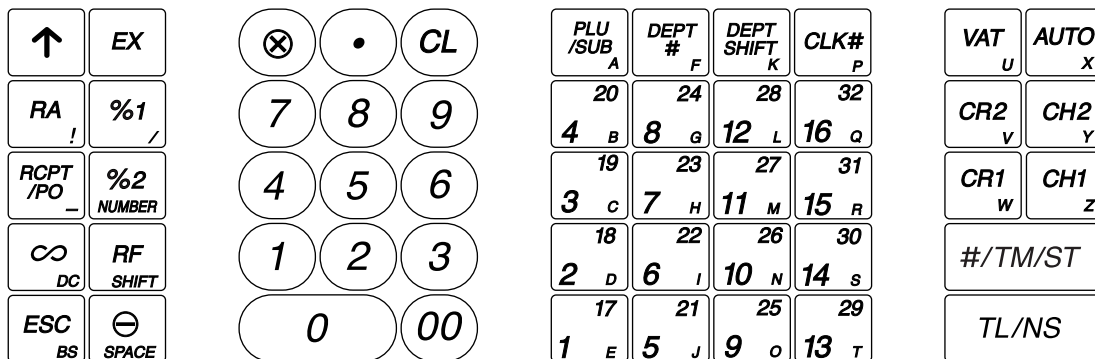 ↑ EX ⊗ • CL PLU /SUB A DEPT # F DEPT SHIFT K CLK# P VAT U AUTO X
RA ! %1 / 7 8 9 20 4 B 24 8 G 28 12 L 32 16 Q CR2 V CH2 Y
RCPT /PO _ %2 NUMBER 4 5 6 19 3 C 23 7 H 27 11 M 31 15 R CR1 W CH1 Z
∞ DC RF SHIFT 1 2 3 18 2 D 22 6 I 26 10 N 30 14 S #/TM/ST
ESC BS ⊖ SPACE 0 00 17 1 E 21 5 J 25 9 O 29 13 T TL/NS